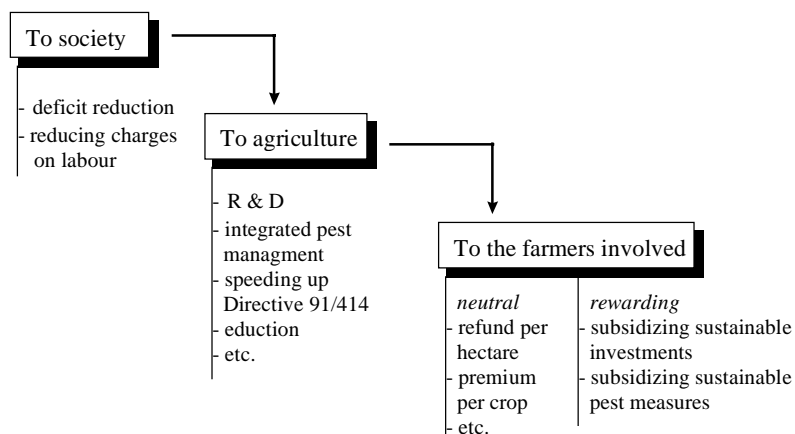 To society
- deficit reduction
- reducing charges
on labour
To agriculture
- R & D
- integrated pest
managment
- speeding up
Directive 91/414
- eduction
- etc.
To the farmers involved
neutral
- refund per
hectare
- premium
per crop
- etc.
rewarding
- subsidizing sustainable
investments
- subsidizing sustainable
pest measures